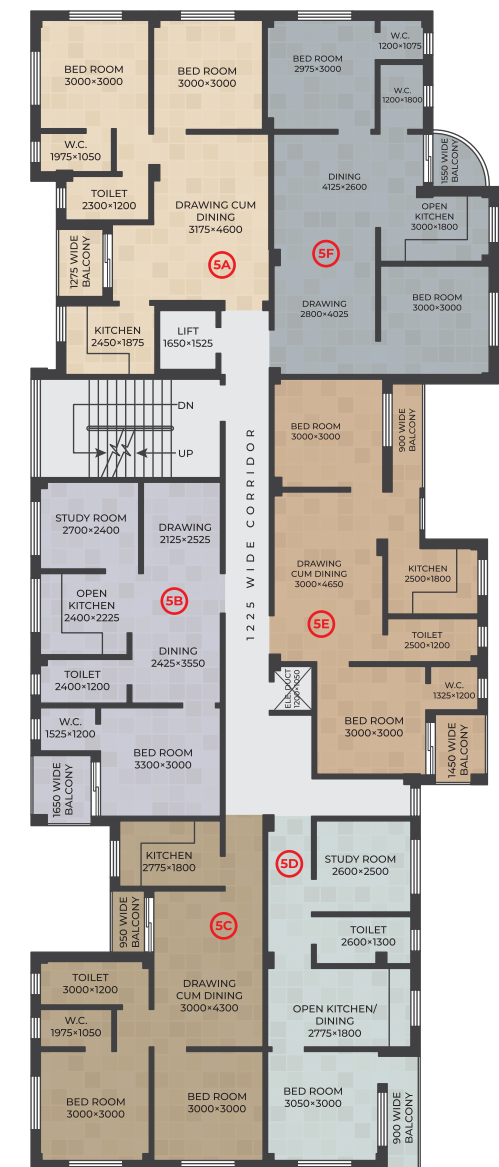 BED ROOM
3000×3000
BED ROOM
3000×3000
W.C.
1975×1050
TOILET
2300×1200
DRAWING CUM
DINING
3175×4600
5A
1275 WIDE
BALCONY
KITCHEN
2450×1875
LIFT
1650×1525
BED ROOM
2975×3000
W.C.
1200×1075
W.C.
1200×1800
1550 WIDE
BALCONY
DINING
4125×2600
OPEN
KITCHEN
3000×1800
5F
DRAWING
2800×4025
BED ROOM
3000×3000
DN
UP
1225 WIDE CORRIDOR
BED ROOM
3000×3000
900 WIDE
BALCONY
DRAWING
CUM DINING
3000×4650
KITCHEN
2500×1800
5E
TOILET
2500×1200
W.C.
1325×1200
BED ROOM
3000×3000
1450 WIDE
BALCONY
ELE. DUCT
1200×1050
STUDY ROOM
2700×2400
DRAWING
2125×2525
OPEN
KITCHEN
2400×2225
5B
DINING
2425×3550
TOILET
2400×1200
W.C.
1525×1200
BED ROOM
3300×3000
1650 WIDE
BALCONY
KITCHEN
2775×1800
950 WIDE
BALCONY
5C
TOILET
3000×1200
DRAWING
CUM DINING
3000×4300
W.C.
1975×1050
BED ROOM
3000×3000
BED ROOM
3000×3000
5D
STUDY ROOM
2600×2500
TOILET
2600×1300
OPEN KITCHEN/
DINING
2775×1800
BED ROOM
3050×3000
900 WIDE
BALCONY